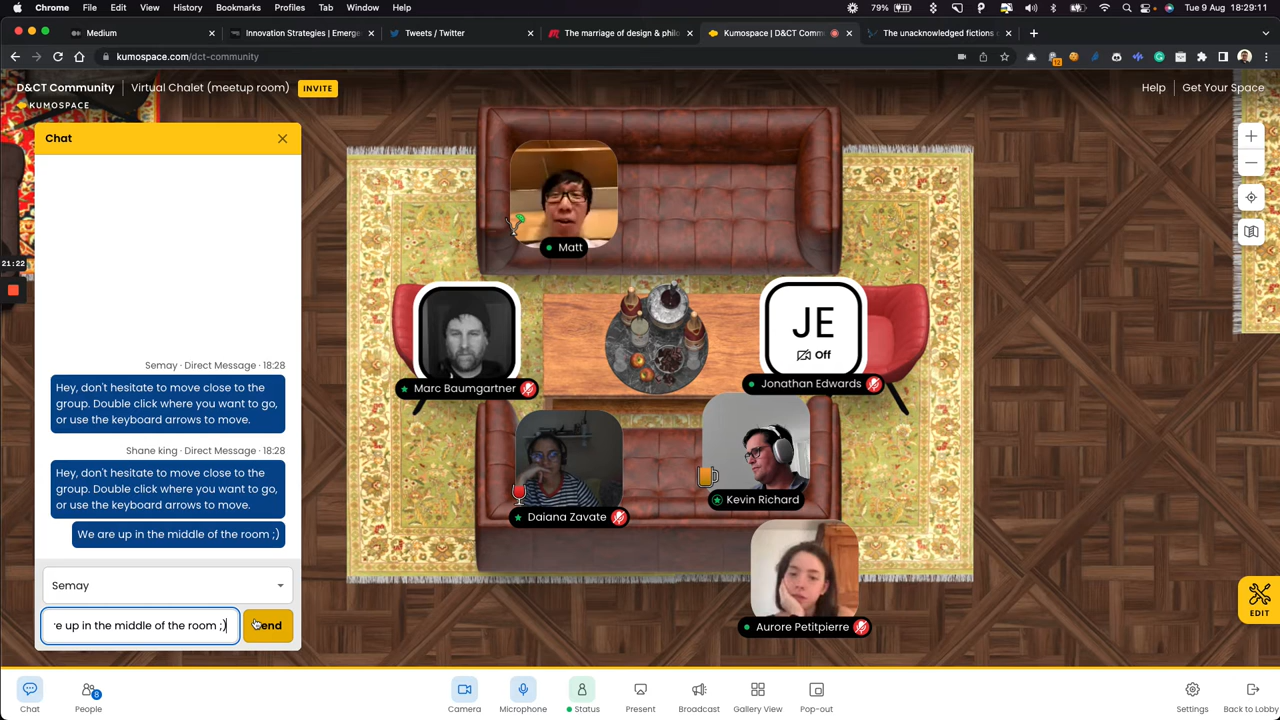 Chrome File Edit View History Bookmarks Profiles Tab Window Help 79% Tue 9 Aug 18:29:11
Medium Innovation Strategies | Emerge Tweets / Twitter The marriage of design & philo Kumospace | D&CT Comm The unacknowledged fictions o
kumospace.com/dct-community
12
D&CT Community Virtual Chalet (meetup room) INVITE Help Get Your Space
KUMOSPACE
Chat
21:22
Semay · Direct Message · 18:28
Hey, don't hesitate to move close to the
group. Double click where you want to go,
or use the keyboard arrows to move.
Shane king · Direct Message · 18:28
Hey, don't hesitate to move close to the
group. Double click where you want to go,
or use the keyboard arrows to move.
We are up in the middle of the room ;)
Semay
're up in the middle of the room ;) end
Matt
JE
Off
Marc Baumgartner
Jonathan Edwards
Kevin Richard
Daiana Zavate
Aurore Petitpierre
EDIT
8
Chat People Camera Microphone Status Present Broadcast Gallery View Pop-out Settings Back to Lobby